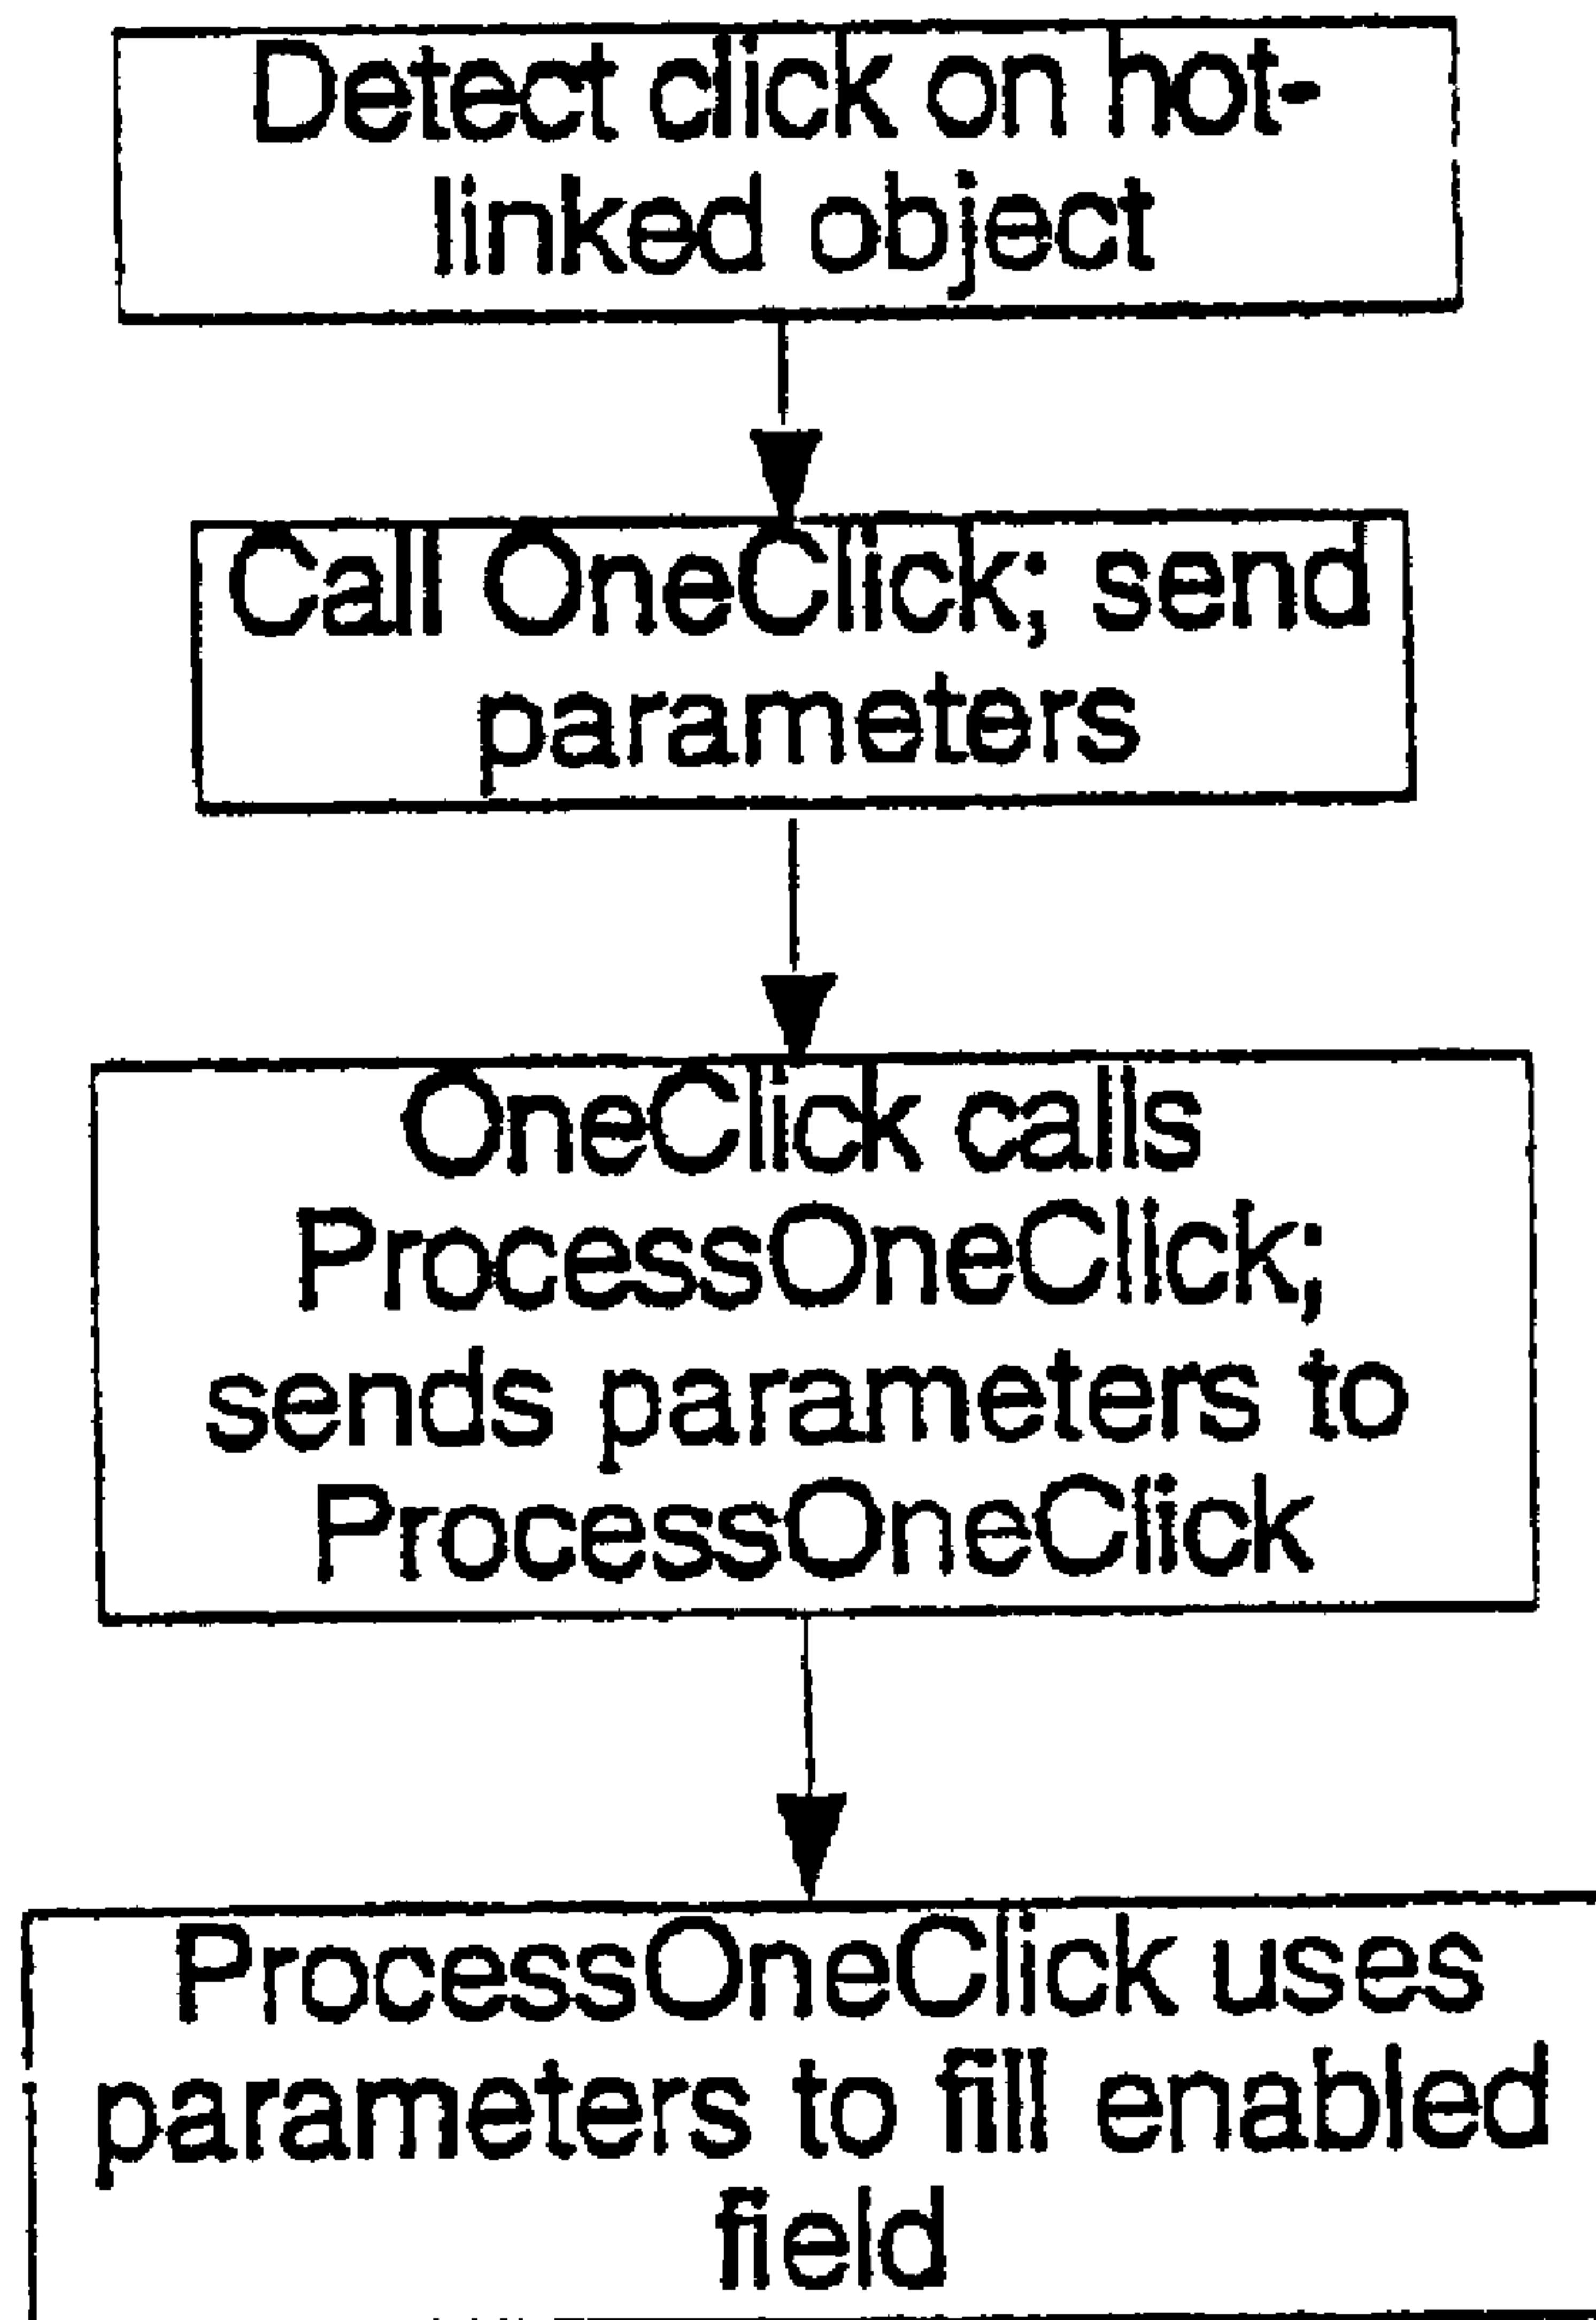 Detect click on hot-
linked object
Call OneClick; send
parameters
OneClick calls
ProcessOneClick;
sends parameters to
ProcessOneClick
ProcessOneClick uses
parameters to fill enabled
field